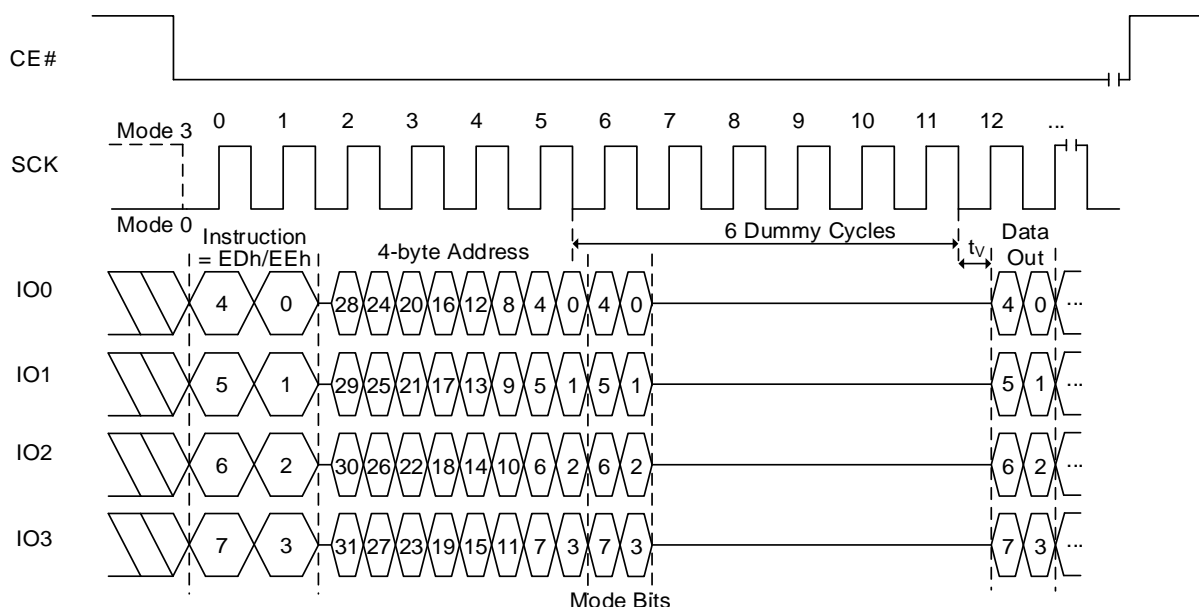 CE#
0 1 2 3 4 5 6 7 8 9 10 11 12 ...
Mode 3
SCK
Mode 0
Instruction
= EDh/EEh
4-byte Address
6 Dummy Cycles
tV
Data
Out
IO0 4 0 28 24 20 16 12 8 4 0 4 0 4 0 ...
IO1 5 1 29 25 21 17 13 9 5 1 5 1 5 1 ...
IO2 6 2 30 26 22 18 14 10 6 2 6 2 6 2 ...
IO3 7 3 31 27 23 19 15 11 7 3 7 3 7 3 ...
Mode Bits